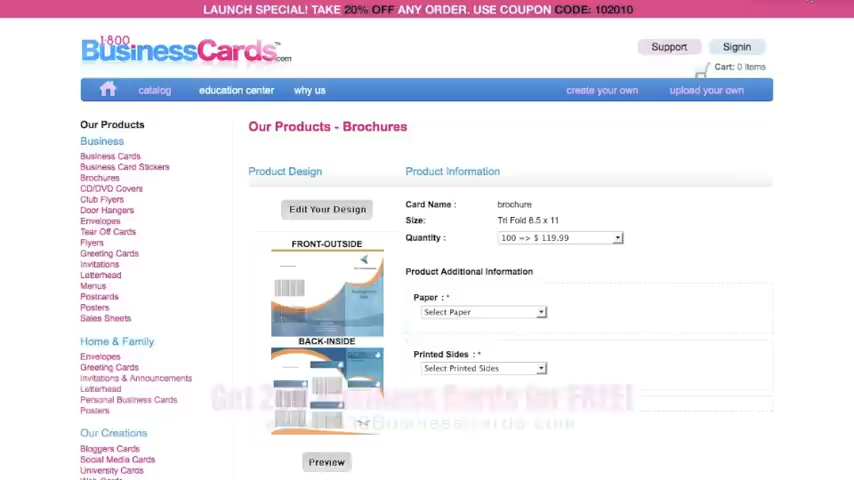 LAUNCH SPECIAL! TAKE 20% OFF ANY ORDER. USE COUPON CODE: 102010
1·800
BusinessCards.com
Support
Signin
Cart: 0 Items
catalog
education center
why us
create your own
upload your own
Our Products
Business
Business Cards
Business Card Stickers
Brochures
CD/DVD Covers
Club Flyers
Door Hangers
Envelopes
Tear Off Cards
Flyers
Greeting Cards
Invitations
Letterhead
Menus
Postcards
Posters
Sales Sheets
Home & Family
Envelopes
Greeting Cards
Invitations & Announcements
Letterhead
Personal Business Cards
Posters
Our Creations
Bloggers Cards
Social Media Cards
University Cards
Our Products - Brochures
Product Design
Edit Your Design
FRONT-OUTSIDE
BACK-INSIDE
Preview
Product Information
Card Name : brochure
Size: Tri Fold 8.5 x 11
Quantity : 100 => $ 119.99
Product Additional Information
Paper : *
Select Paper
Printed Sides : *
Select Printed Sides
Get Business Cards for FREE!